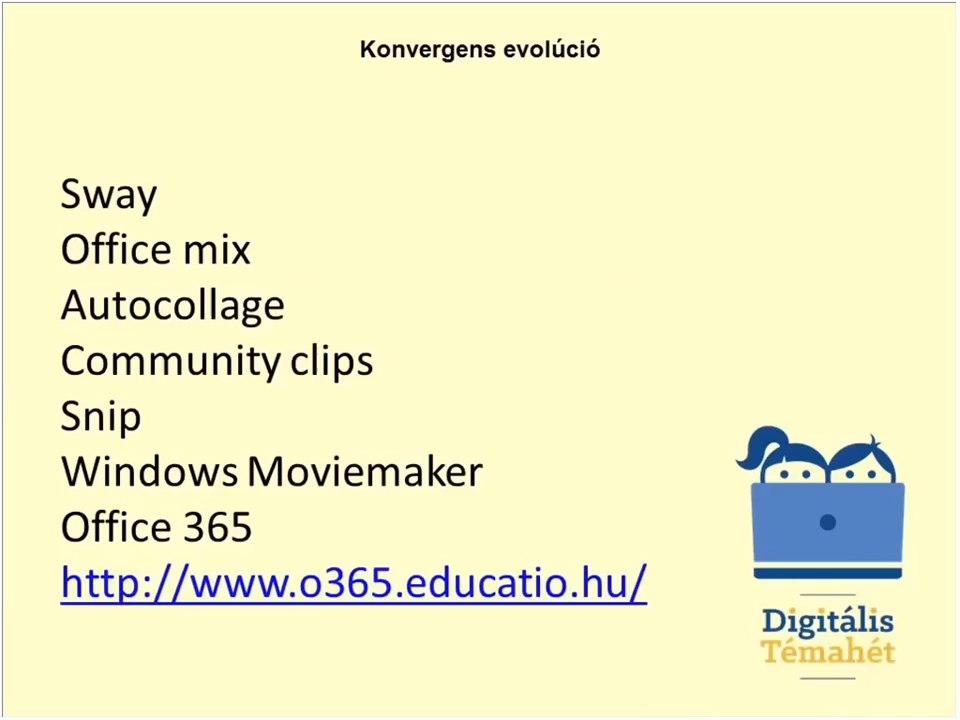 Konvergens evolúció
Sway
Office mix
Autocollage
Community clips
Snip
Windows Moviemaker
Office 365
http://www.o365.educatio.hu/
Digitális
Témahét